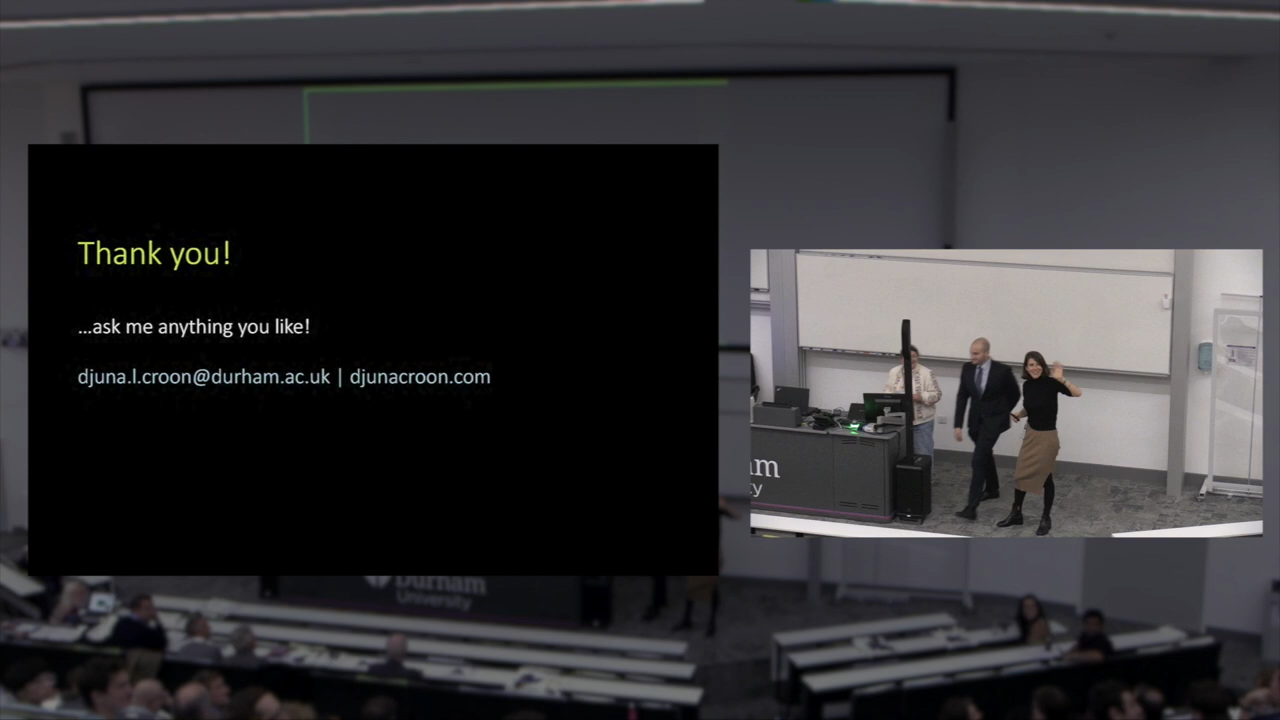 Thank you!
...ask me anything you like!
djuna.l.croon@durham.ac.uk | djunacroon.com
Durham
University